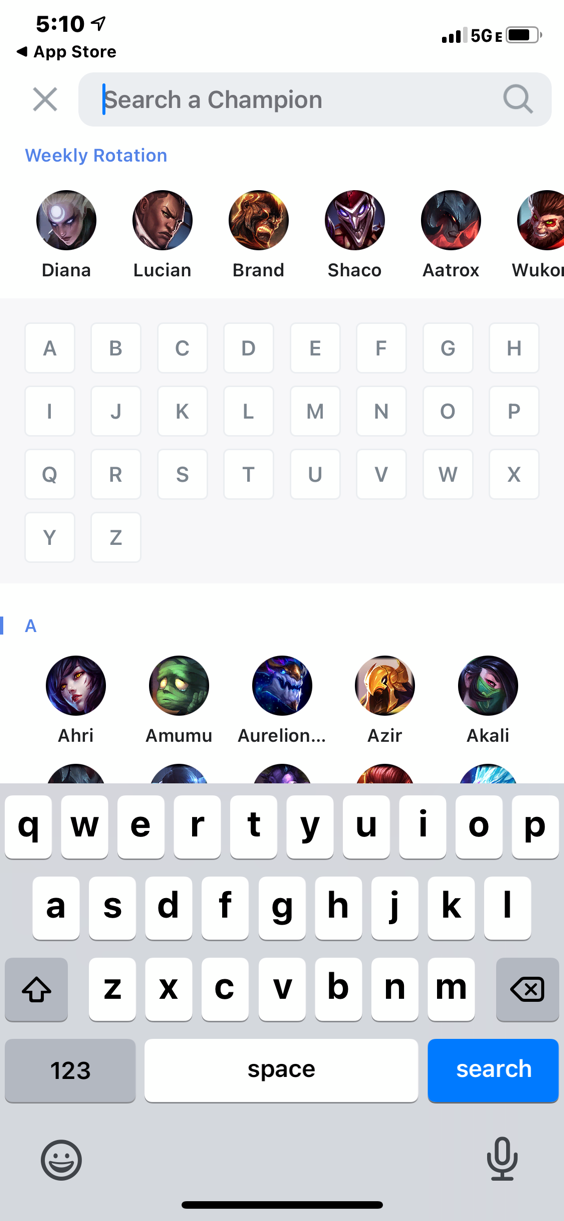 5:10
5GE
App Store
Search a Champion
Weekly Rotation
Diana Lucian Brand Shaco Aatrox Wukor
A B C D E F G H
I J K L M N O P
Q R S T U V W X
Y Z
A
Ahri Amumu Aurelion... Azir Akali
q w e r t y u i o p
a s d f g h j k l
z x c v b n m
123 space search